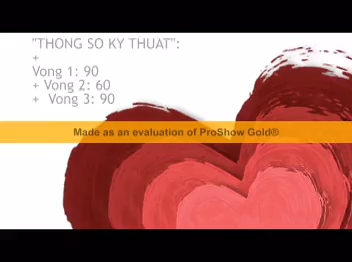 "THONG SO KY THUAT":
+
Vong 1: 90
+ Vong 2: 60
+ Vong 3: 90
Made as an evaluation of ProShow Gold®